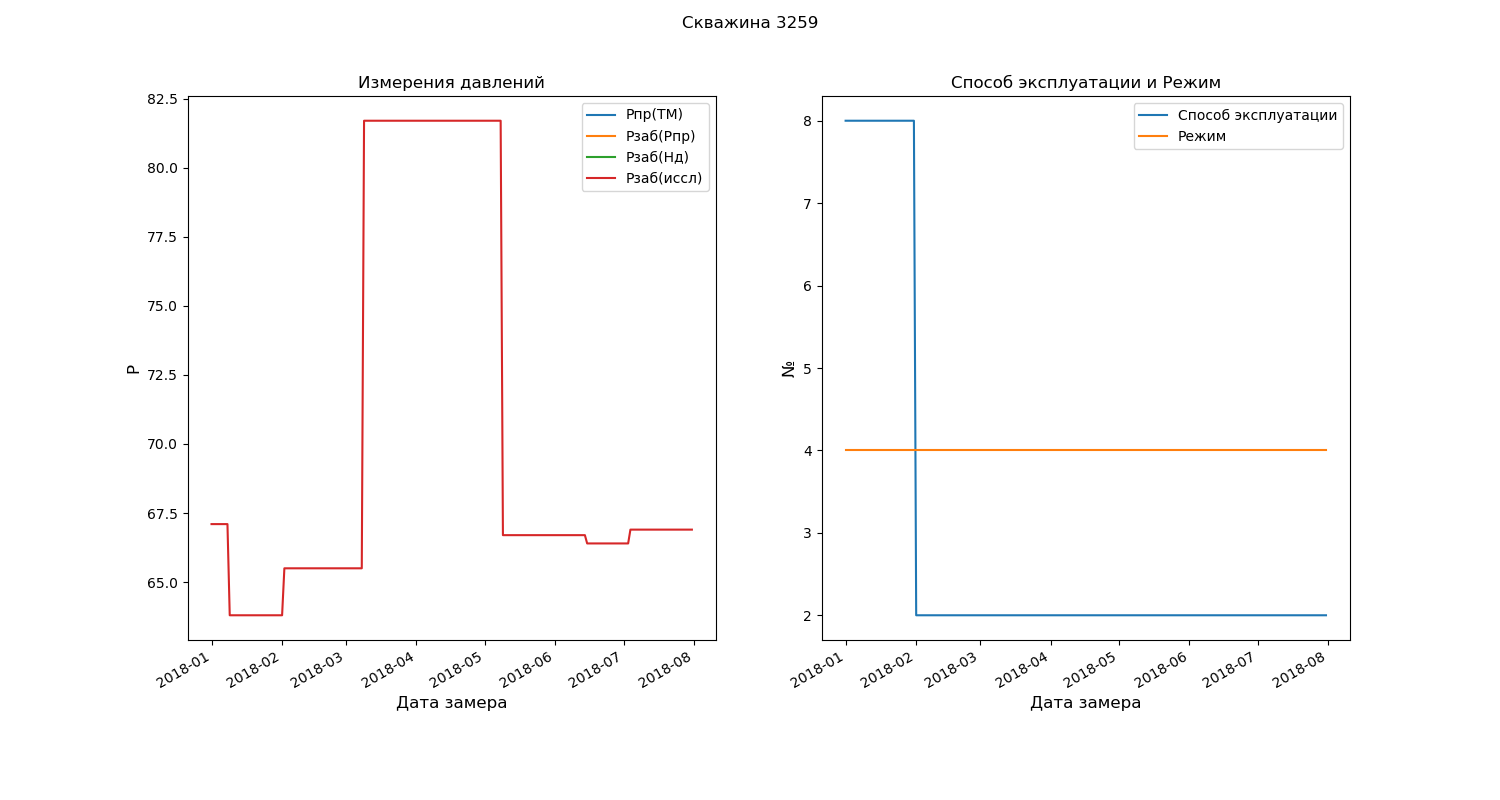 Скважина 3259
Измерения давлений
82.5
80.0
77.5
75.0
72.5
70.0
67.5
65.0
P
Рпр(ТМ)
Рзаб(Рпр)
Рзаб(Нд)
Рзаб(иссл)
2018-01
2018-02
2018-03
2018-04
2018-05
2018-06
2018-07
2018-08
Дата замера
Способ эксплуатации и Режим
8
7
6
5
4
3
2
№
Способ эксплуатации
Режим
2018-01
2018-02
2018-03
2018-04
2018-05
2018-06
2018-07
2018-08
Дата замера